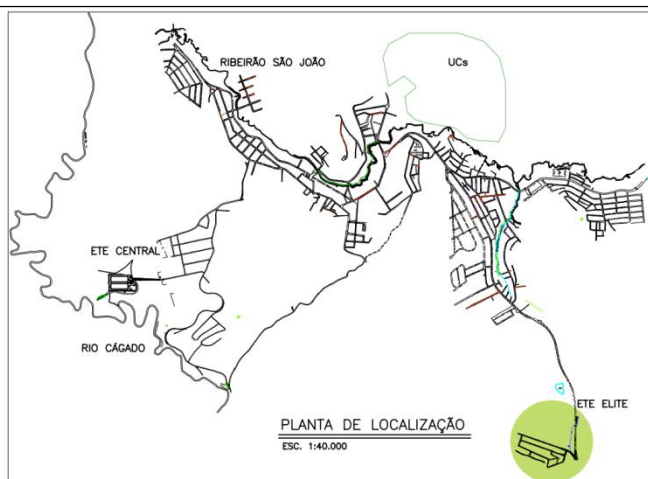 RIBEIRÃO SÃO JOÃO
UCs
ETE CENTRAL
RIO CÁGADO
ETE ELITE
PLANTA DE LOCALIZAÇÃO
ESC. 1:40.000